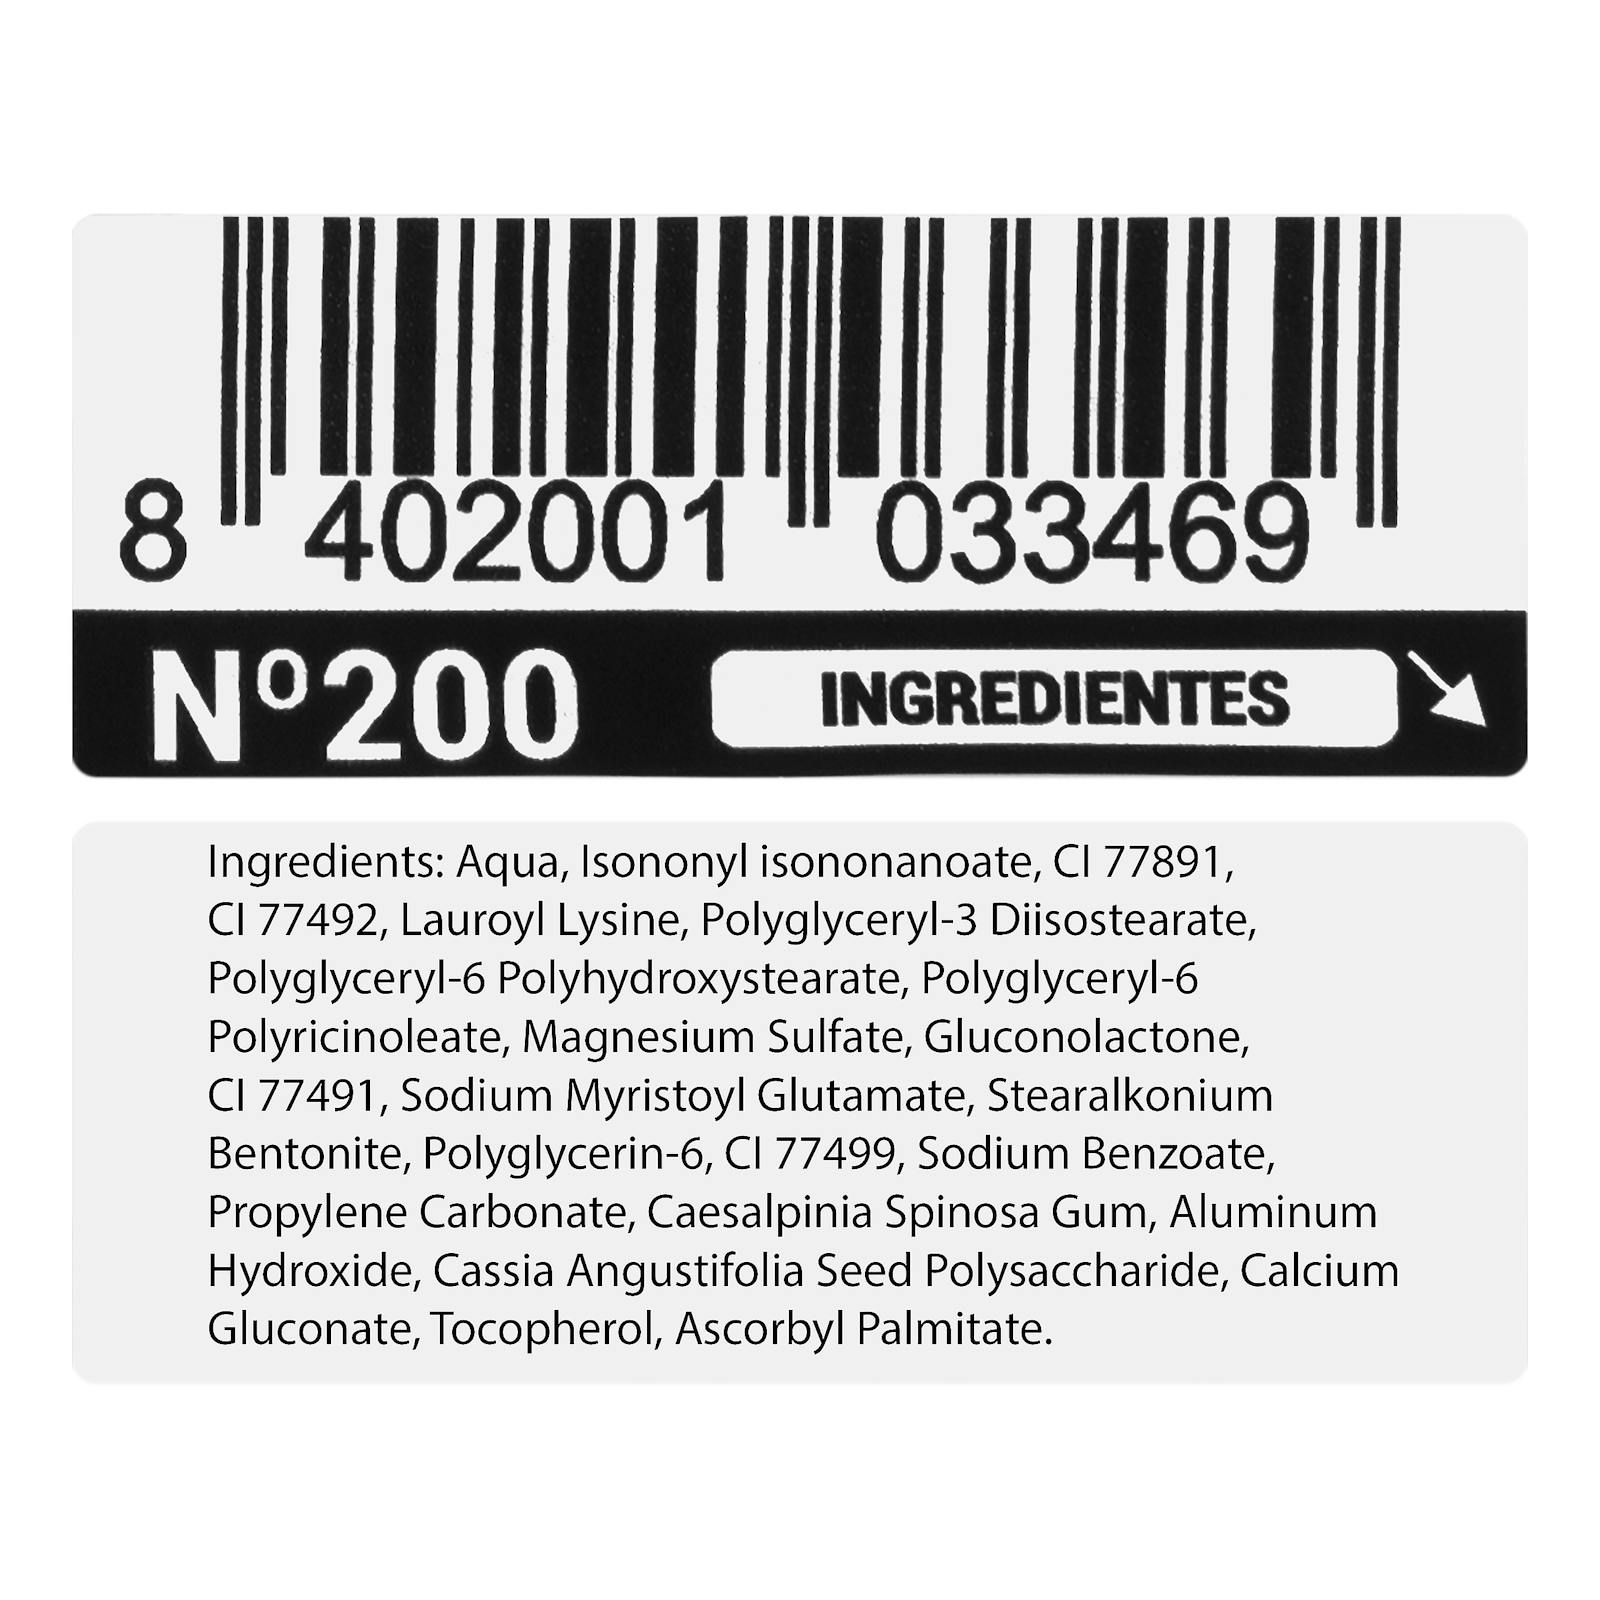 8 402001 033469
Nº200 INGREDIENTES
Ingredients: Aqua, Isononyl isononanoate, CI 77891,
CI 77492, Lauroyl Lysine, Polyglyceryl-3 Diisostearate,
Polyglyceryl-6 Polyhydroxystearate, Polyglyceryl-6
Polyricinoleate, Magnesium Sulfate, Gluconolactone,
CI 77491, Sodium Myristoyl Glutamate, Stearalkonium
Bentonite, Polyglycerin-6, CI 77499, Sodium Benzoate,
Propylene Carbonate, Caesalpinia Spinosa Gum, Aluminum
Hydroxide, Cassia Angustifolia Seed Polysaccharide, Calcium
Gluconate, Tocopherol, Ascorbyl Palmitate.